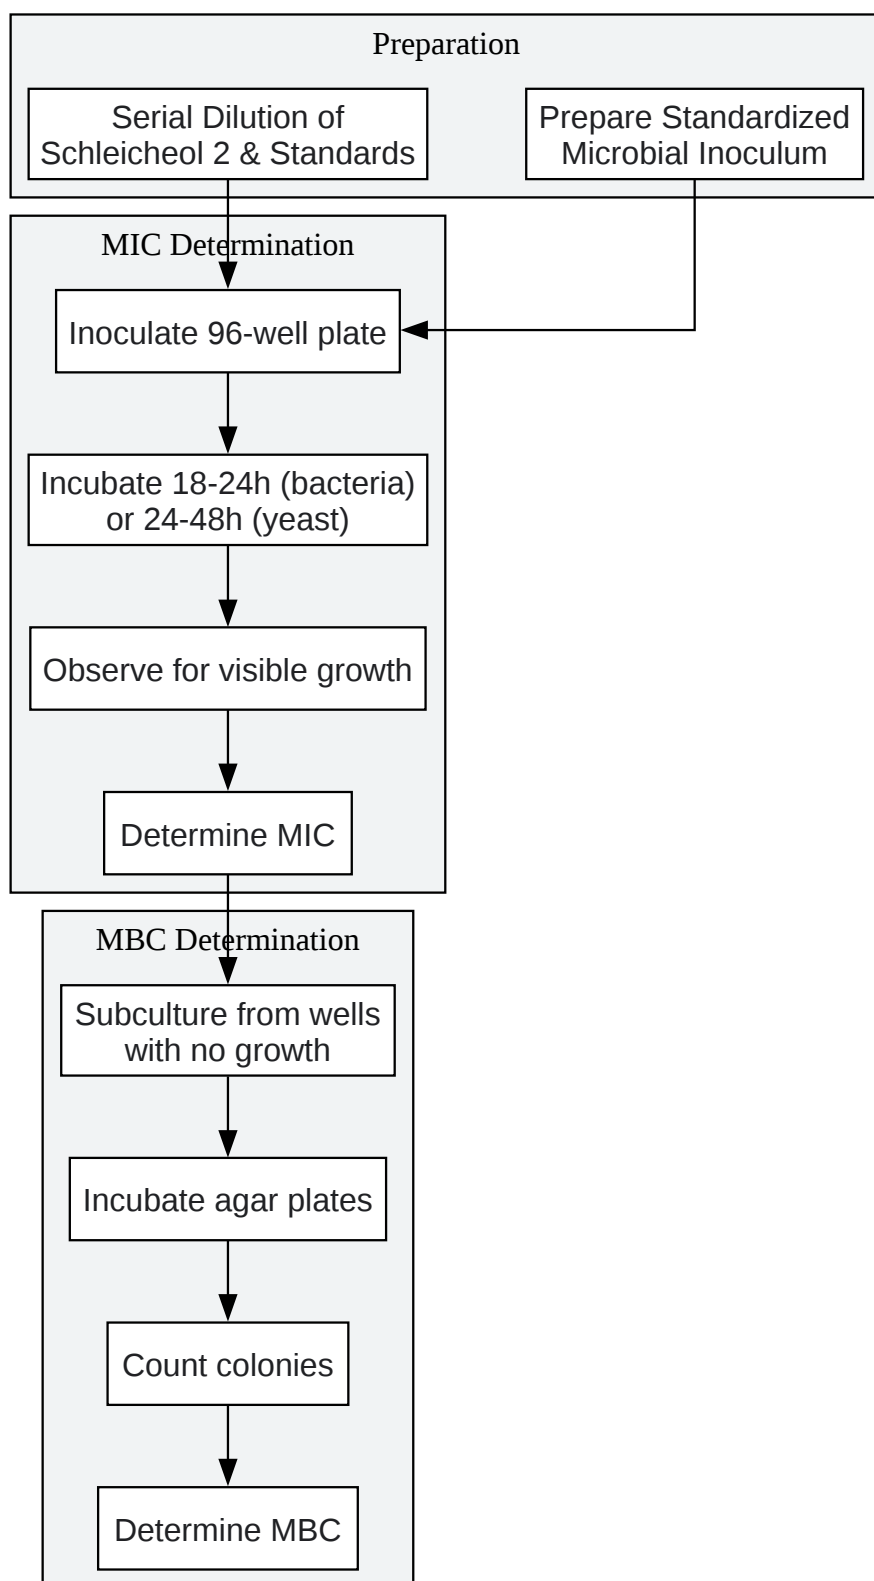 Preparation
Serial Dilution of
Schleicheol 2 & Standards
Prepare Standardized
Microbial Inoculum
MIC Determination
Inoculate 96-well plate
Incubate 18-24h (bacteria)
or 24-48h (yeast)
Observe for visible growth
Determine MIC
MBC Determination
Subculture from wells
with no growth
Incubate agar plates
Count colonies
Determine MBC